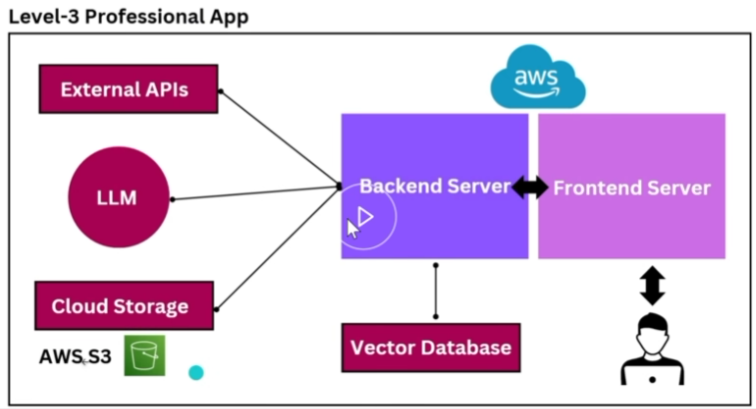 Level-3 Professional App
External APIs
aws
LLM
Backend Server
Frontend Server
Cloud Storage
AWS S3
Vector Database